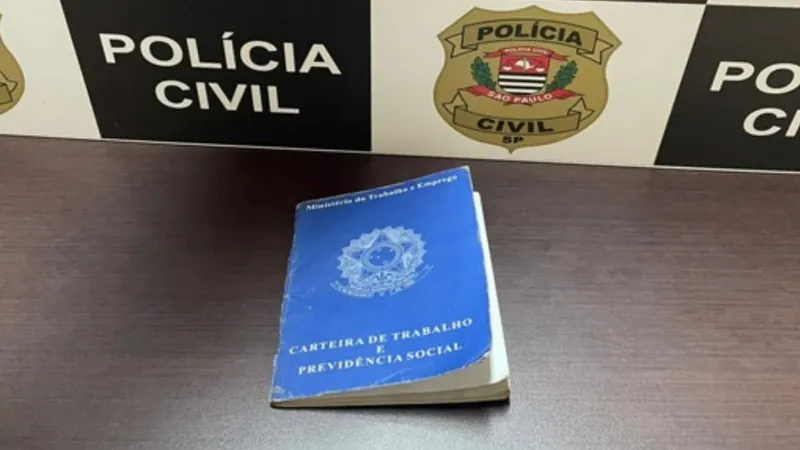 POLÍCIA
CIVIL
POLÍCIA
POLICIA CIVIL
SÃO PAULO
CIVIL
SP
PO
CI
Ministério do Trabalho e Emprego
CARTEIRA DE TRABALHO
E
PREVIDÊNCIA SOCIAL